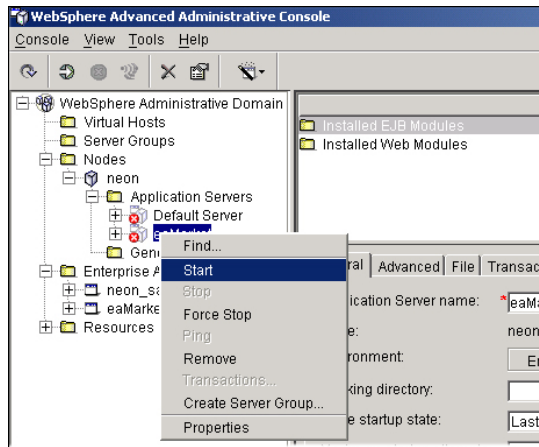 WebSphere Advanced Administrative Console
Console View Tools Help
WebSphere Administrative Domain
Virtual Hosts
Server Groups
Nodes
neon
Application Servers
Default Server
eaMarket
Gen
Enterprise A
neon_sa
eaMarke
Resources
Installed EJB Modules
Installed Web Modules
Find...
Start
Stop
Force Stop
Ping
Remove
Transactions...
Create Server Group...
Properties
ral Advanced File Transac
ication Server name: *eaMa
e: neon
ronment: E
king directory:
e startup state: Last